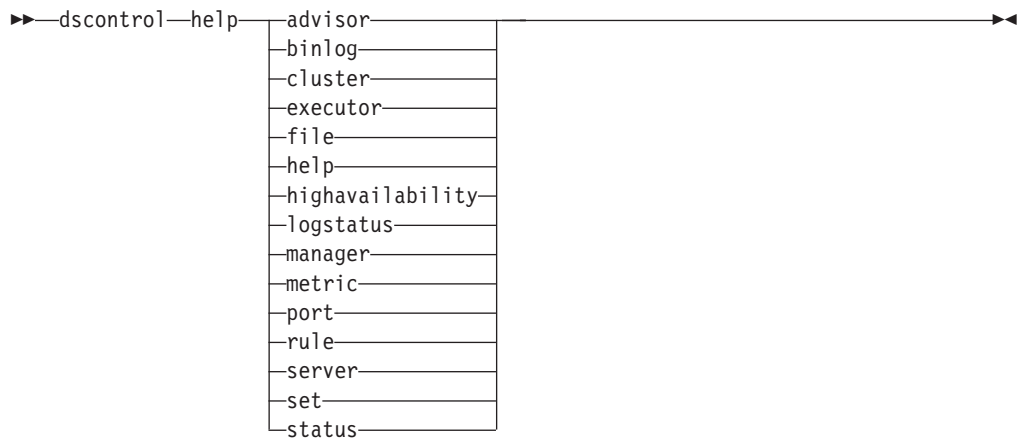 dscontrol help advisor
binlog
cluster
executor
file
help
highavailability
logstatus
manager
metric
port
rule
server
set
status